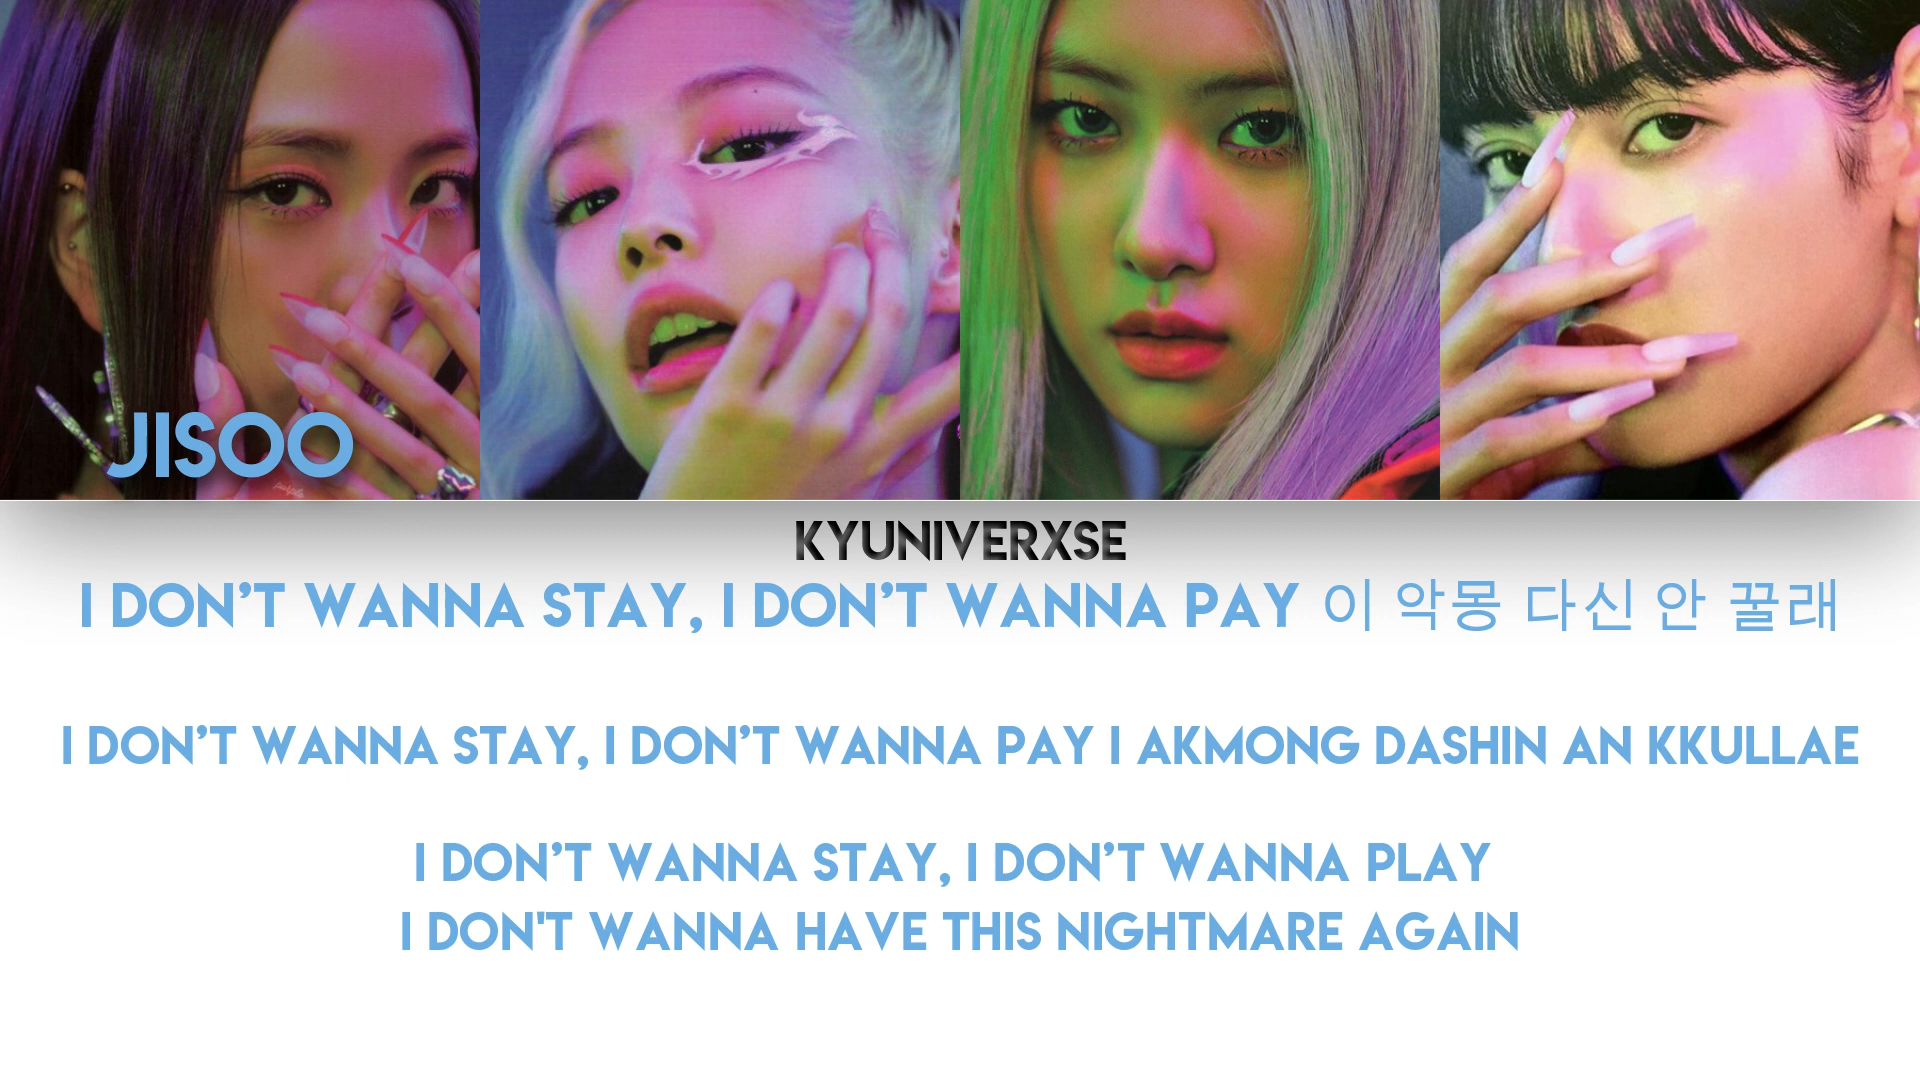 JISOO
KYUNIVERXSE
I DON’T WANNA STAY, I DON’T WANNA PAY 이 악몽 다신 안 꿀래
I DON’T WANNA STAY, I DON’T WANNA PAY I AKMONG DASHIN AN KKULLAE
I DON’T WANNA STAY, I DON’T WANNA PLAY
I DON'T WANNA HAVE THIS NIGHTMARE AGAIN